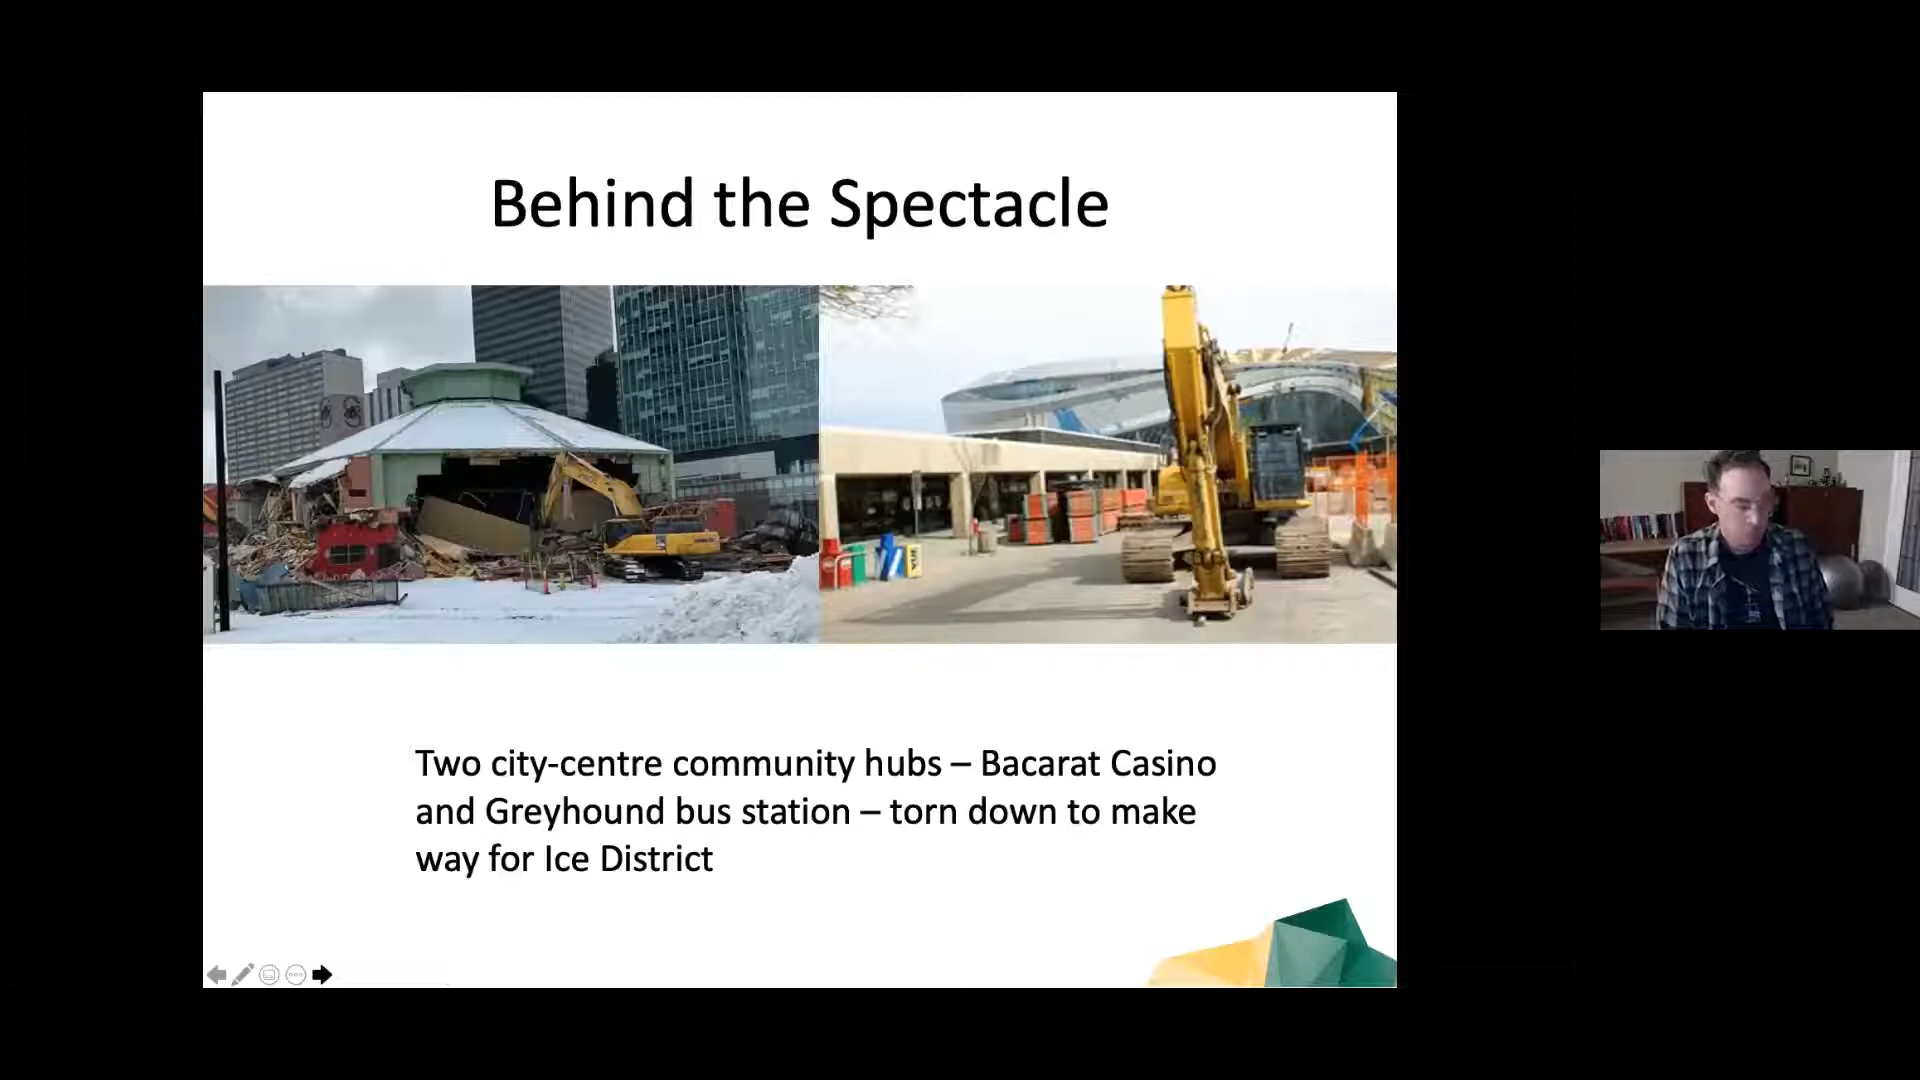 Behind the Spectacle
Two city-centre community hubs – Bacarat Casino
and Greyhound bus station – torn down to make
way for Ice District